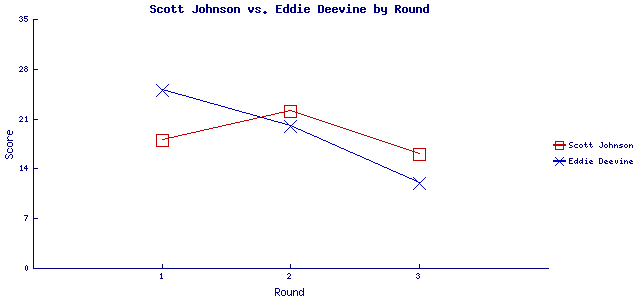 Scott Johnson vs. Eddie Deevine by Round
35
28
21
14
7
0
Score
1 2 3
Round
Scott Johnson
Eddie Deevine